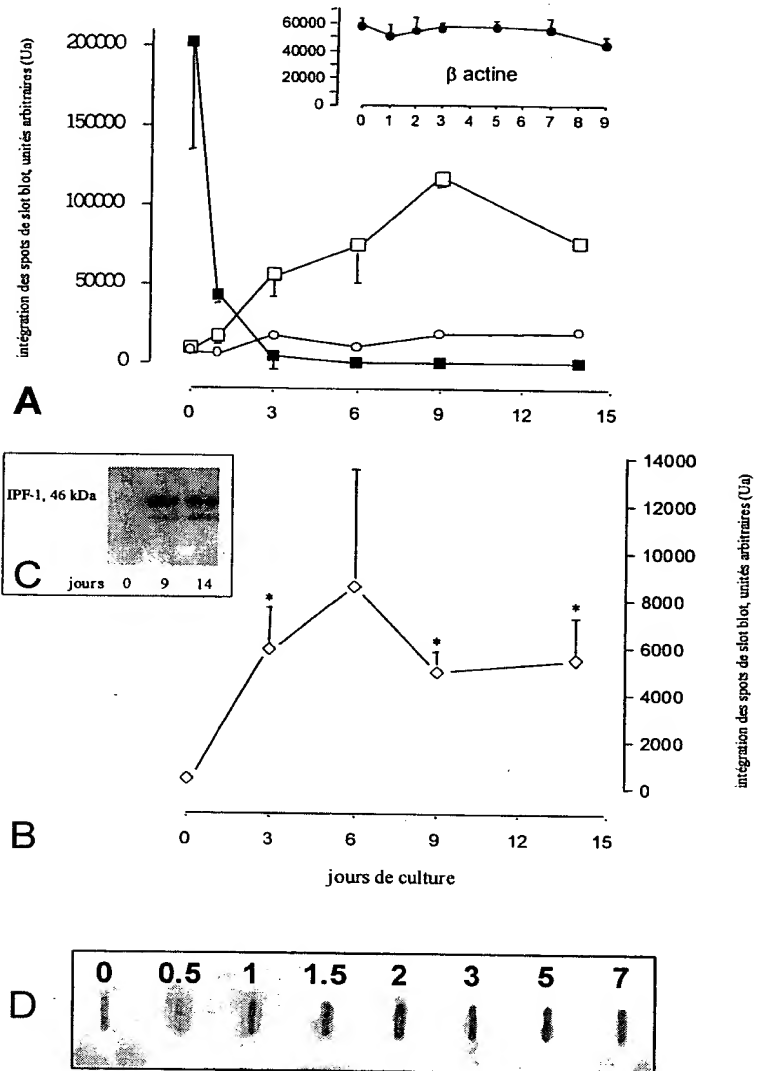 intégration des spots de slot blot, unités arbitraires (Ua)
200000
150000
100000
50000
0
60000
40000
20000
0
β actine
0 1 2 3 4 5 6 7 8 9
A
0 3 6 9 12 15
IPF-1, 46 kDa
C
jours 0 9 14
14000
12000
10000
8000
6000
4000
2000
0
intégration des spots de slot blot, unités arbitraires (Ua)
*
*
*
B
0 3 6 9 12 15
jours de culture
D
0 0.5 1 1.5 2 3 5 7